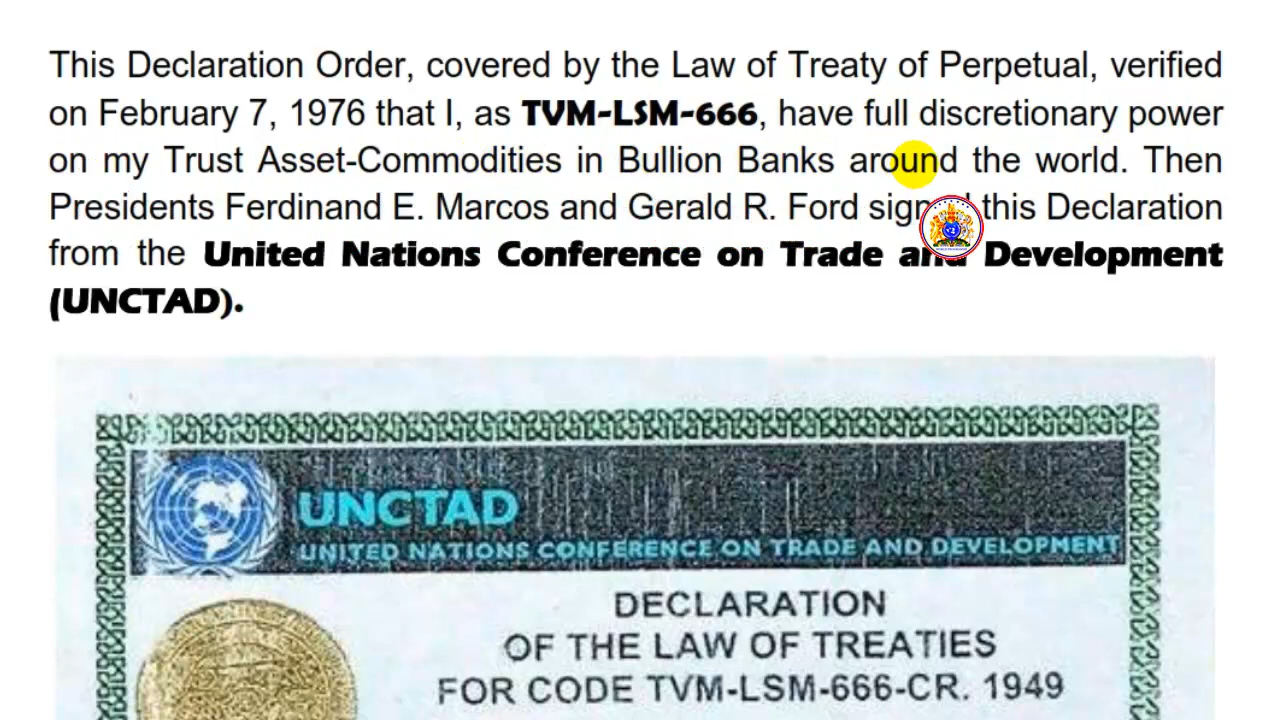 This Declaration Order, covered by the Law of Treaty of Perpetual, verified
on February 7, 1976 that I, as TVM-LSM-666, have full discretionary power
on my Trust Asset-Commodities in Bullion Banks around the world. Then
Presidents Ferdinand E. Marcos and Gerald R. Ford signed this Declaration
from the United Nations Conference on Trade and Development
(UNCTAD).
UNCTAD
UNITED NATIONS CONFERENCE ON TRADE AND DEVELOPMENT
DECLARATION
OF THE LAW OF TREATIES
FOR CODE TVM-LSM-666-CR. 1949